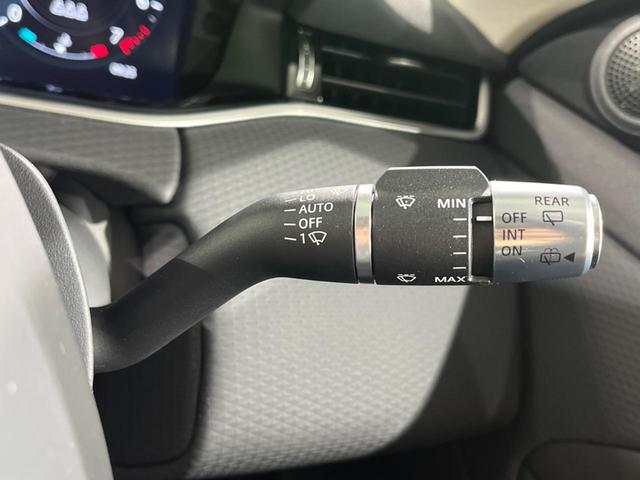 LO
AUTO
OFF
1
MIN
MAX
REAR
OFF
INT
ON